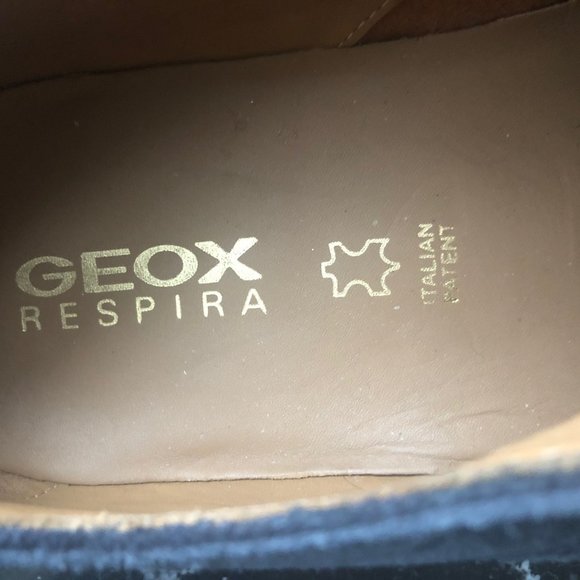 GEOX
RESPIRA
ITALIAN
PATENT